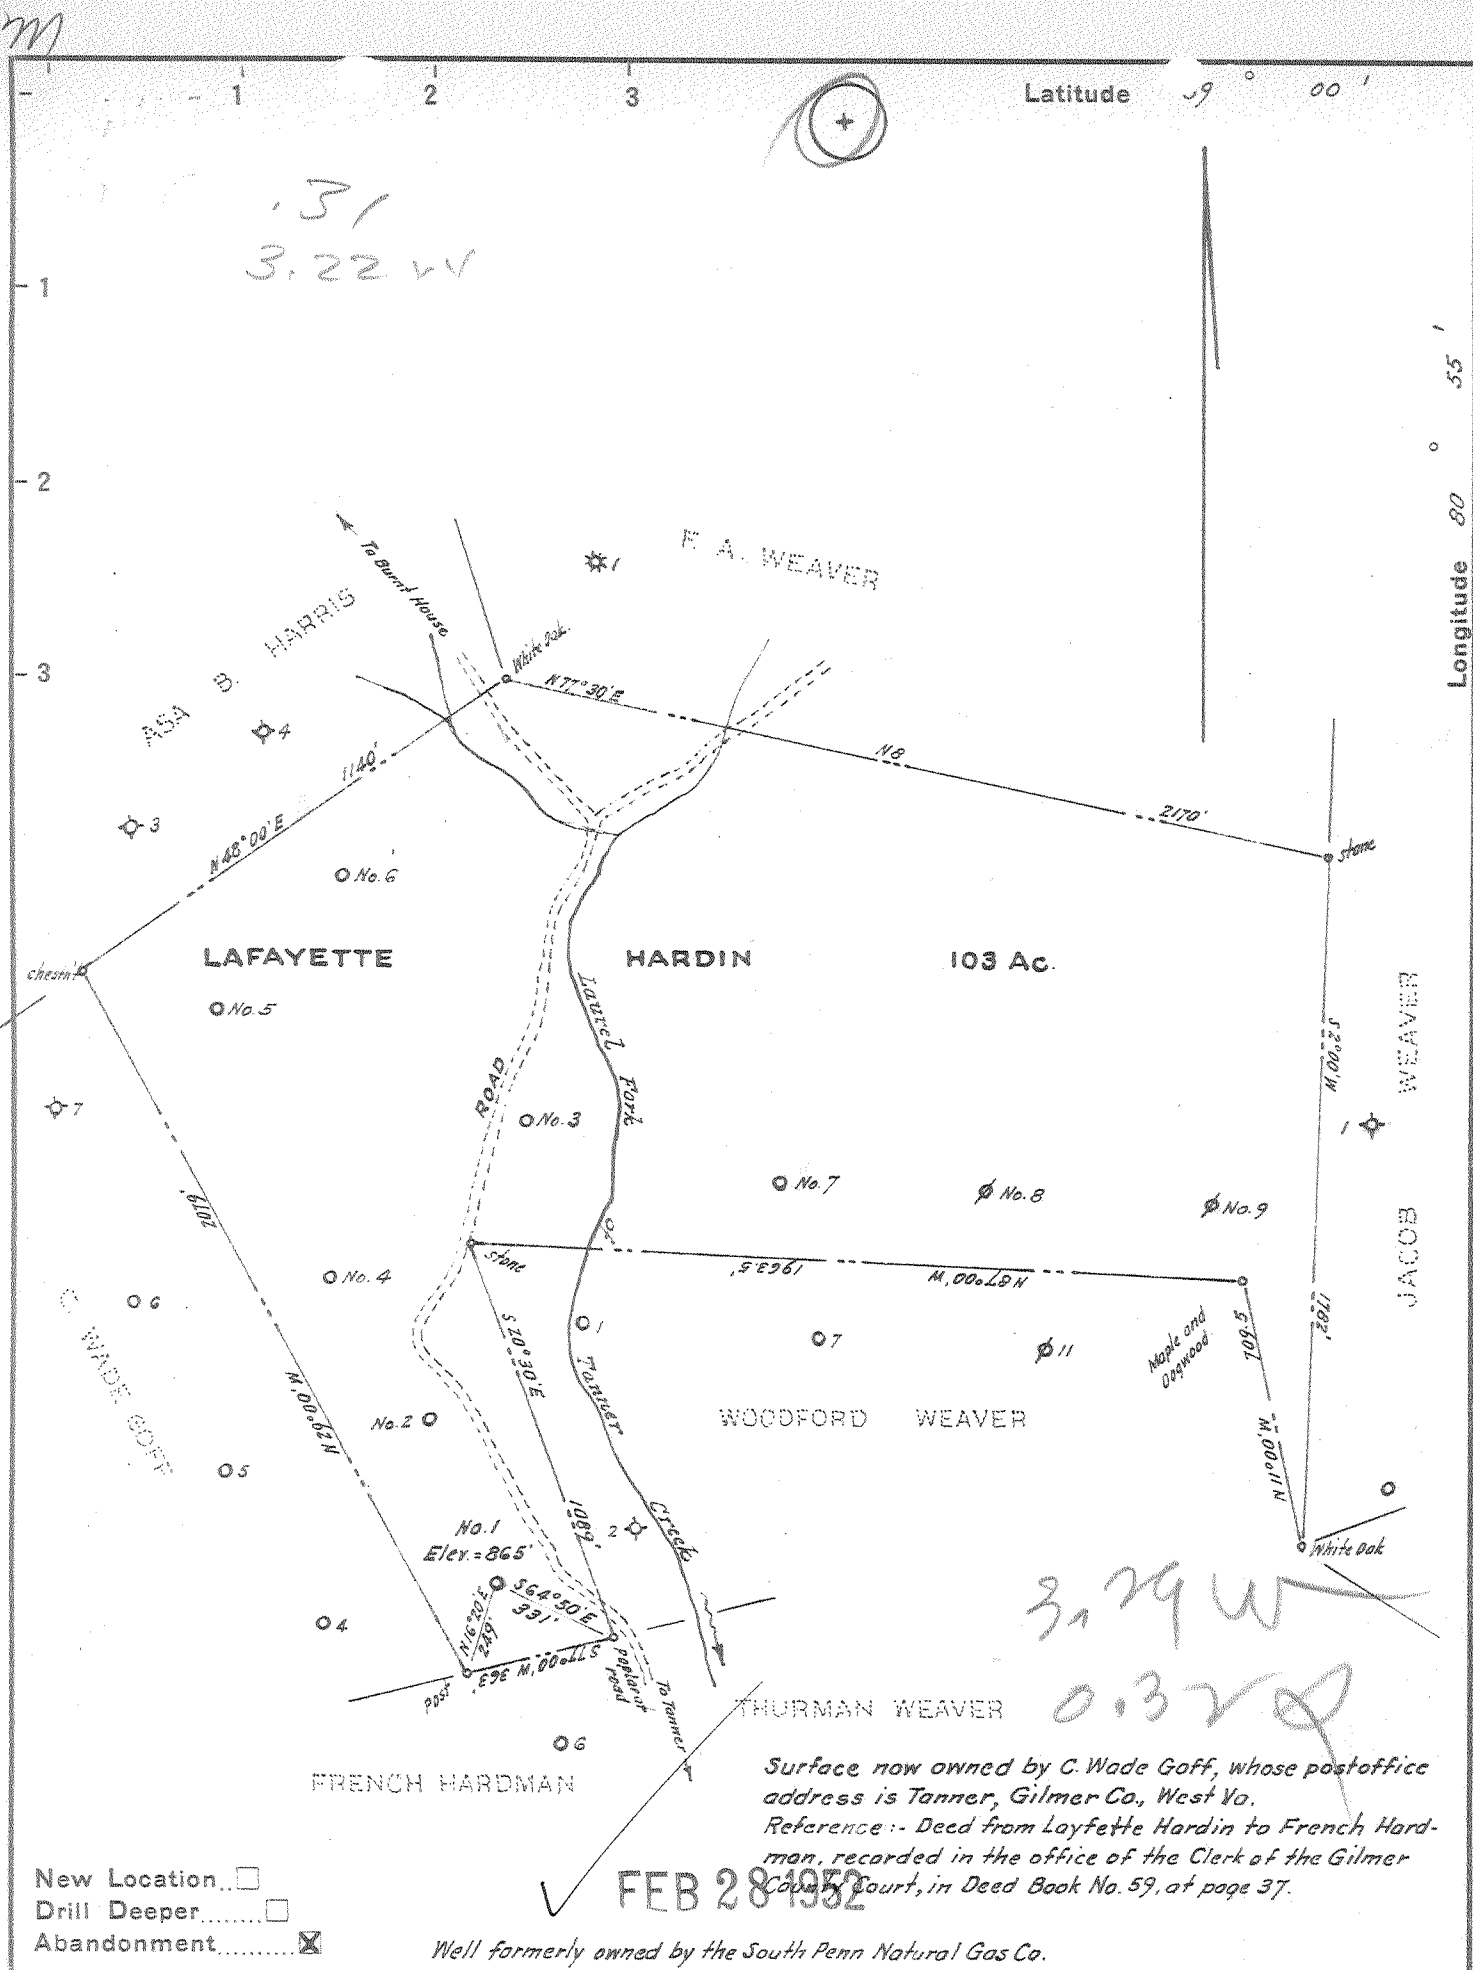 m
1 2 3 Latitude 39° 00'
.31
3.22 W
1
Longitude 80° 55'
2
F. A. WEAVER
1
To Burnt House
ASA B. HARRIS
White Oak.
3
N77°30'E
4
1140'
N8
2170'
3
N48°00'E
Stone
No. 6
LAFAYETTE HARDIN 103 Ac.
chesnut
No. 5
Laurel Fork
S2°00'W
JACOB WEAVER
7
ROAD
No. 3
1
No. 7
No. 8
No. 9
2079'
Stone
1963.5'
N87°00'W
No. 4
6
1782'
1
7
11
Maple and
Dogwood
709.5
S20°30'E
Tanner Creek
C. WADE GOFF
N29°00'W
No. 2
WOODFORD WEAVER
N11°00'W
5
1089'
2
No. 1
Elev. = 865'
White Oak
S64°50'E
331'
N16°20'E
249'
3.29 W
4
S77°00'W 363'
Post
Poplar at
road
To Tanner
THURMAN WEAVER
0.32
6
FRENCH HARDMAN
Surface now owned by C. Wade Goff, whose postoffice
address is Tanner, Gilmer Co., West Va.
Reference:- Deed from Layfette Hardin to French Hard-
man, recorded in the office of the Clerk of the Gilmer
County Court, in Deed Book No. 59, at page 37.
New Location..
FEB 28 1952
Drill Deeper........
Abandonment.......... X
Well formerly owned by the South Penn Natural Gas Co.